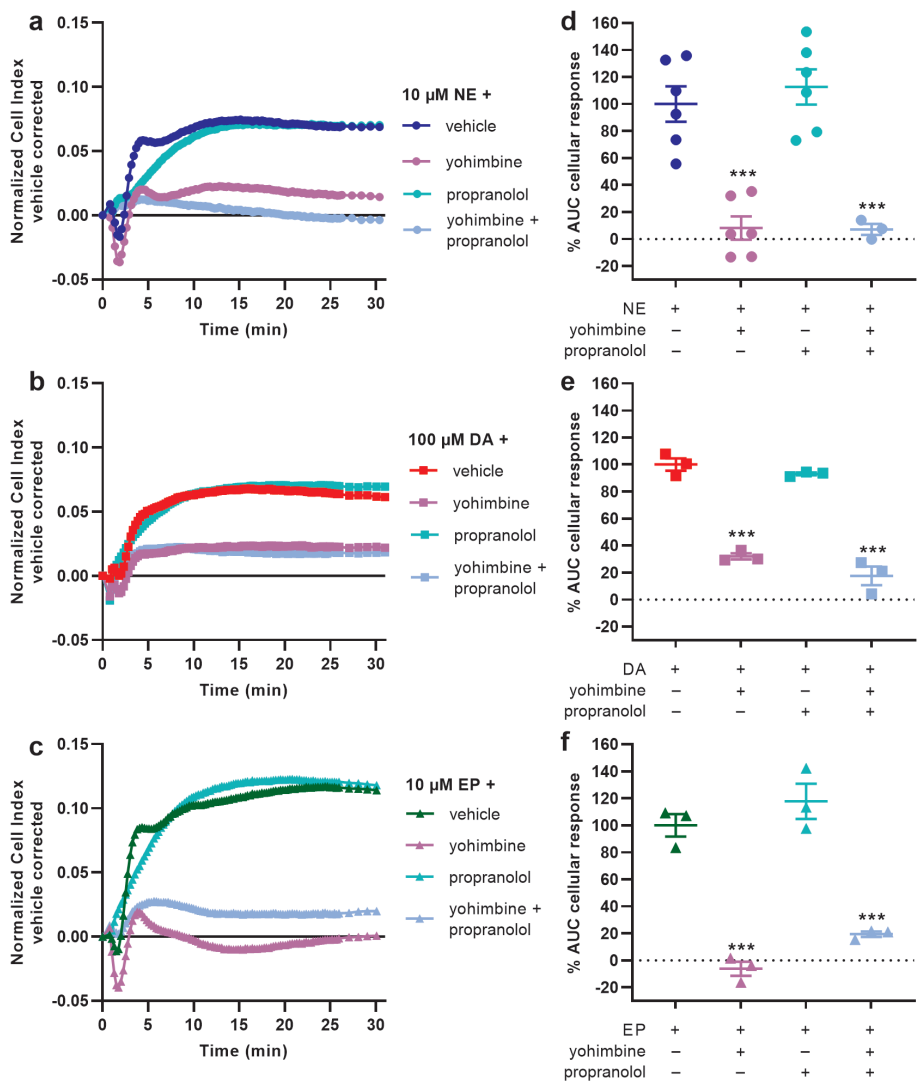 a
Normalized Cell Index
vehicle corrected
0.15
0.10
0.05
0.00
-0.05
0 5 10 15 20 25 30
Time (min)
10 µM NE +
vehicle
yohimbine
propranolol
yohimbine +
propranolol
d
% AUC cellular response
160
140
120
100
80
60
40
20
0
-20
***
***
NE + + + +
yohimbine – + – +
propranolol – – + +
b
Normalized Cell Index
vehicle corrected
0.15
0.10
0.05
0.00
-0.05
0 5 10 15 20 25 30
Time (min)
100 µM DA +
vehicle
yohimbine
propranolol
yohimbine +
propranolol
e
% AUC cellular response
160
140
120
100
80
60
40
20
0
-20
***
***
DA + + + +
yohimbine – + – +
propranolol – – + +
c
Normalized Cell Index
vehicle corrected
0.15
0.10
0.05
0.00
-0.05
0 5 10 15 20 25 30
Time (min)
10 µM EP +
vehicle
yohimbine
propranolol
yohimbine +
propranolol
f
% AUC cellular response
160
140
120
100
80
60
40
20
0
-20
***
***
EP + + + +
yohimbine – + – +
propranolol – – + +